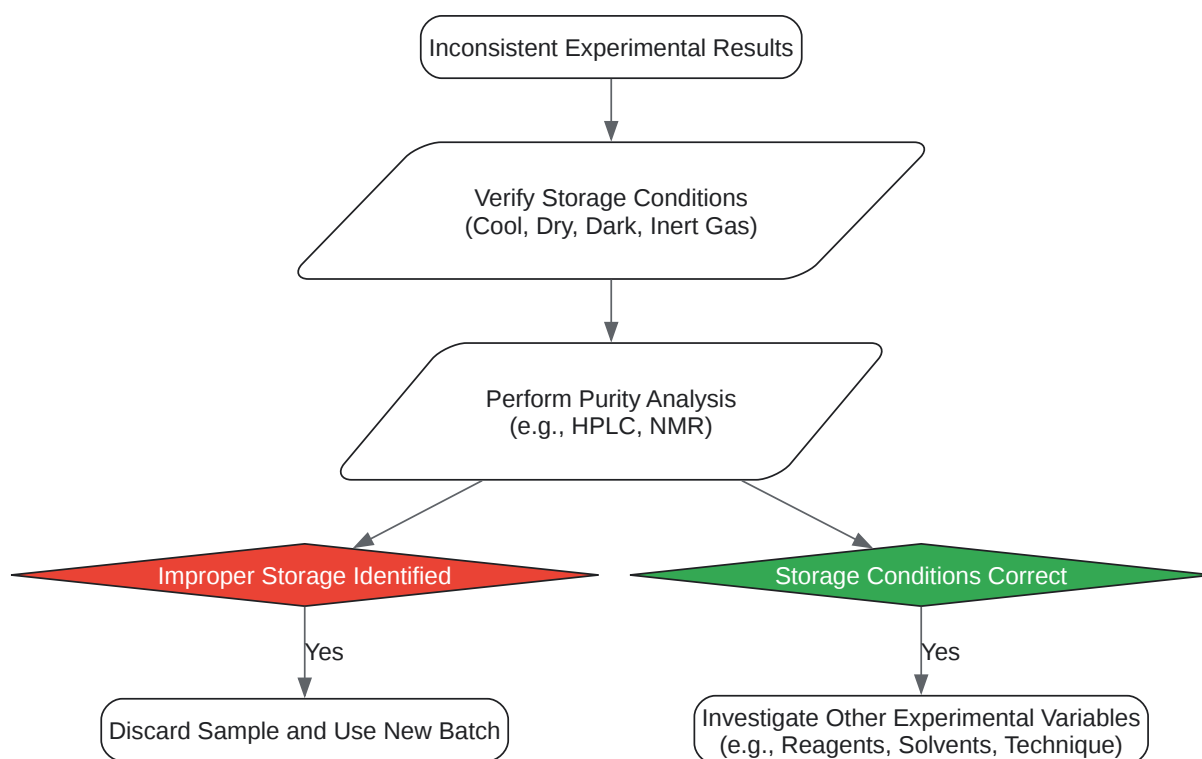 Inconsistent Experimental Results
Verify Storage Conditions
(Cool, Dry, Dark, Inert Gas)
Perform Purity Analysis
(e.g., HPLC, NMR)
Improper Storage Identified
Storage Conditions Correct
Yes
Yes
Discard Sample and Use New Batch
Investigate Other Experimental Variables
(e.g., Reagents, Solvents, Technique)